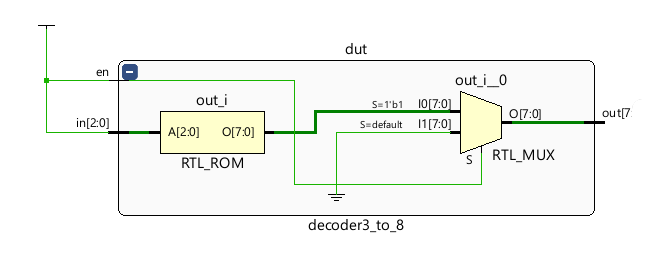 dut
en
out_i
out_i__0
S=1'b1
I0[7:0]
in[2:0]
A[2:0]
O[7:0]
S=default
I1[7:0]
O[7:0]
out[7:
S
RTL_MUX
RTL_ROM
decoder3_to_8